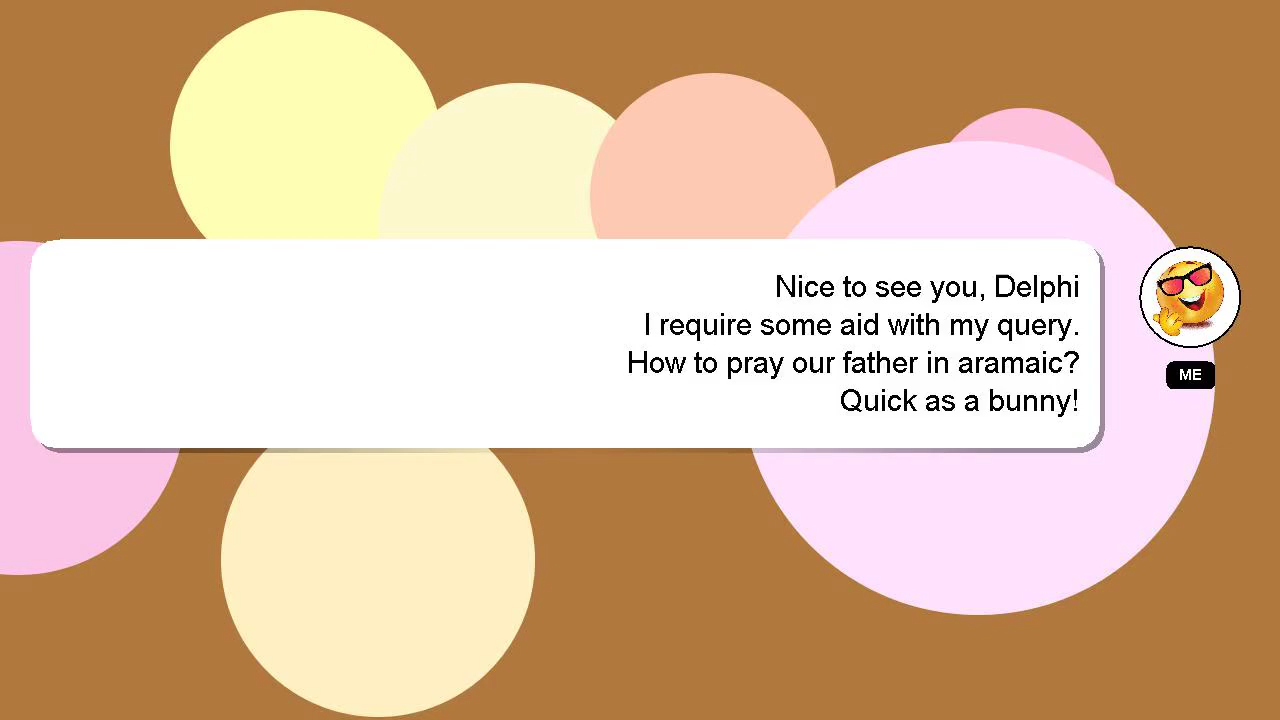 Nice to see you, Delphi
I require some aid with my query.
How to pray our father in aramaic?
Quick as a bunny!
ME